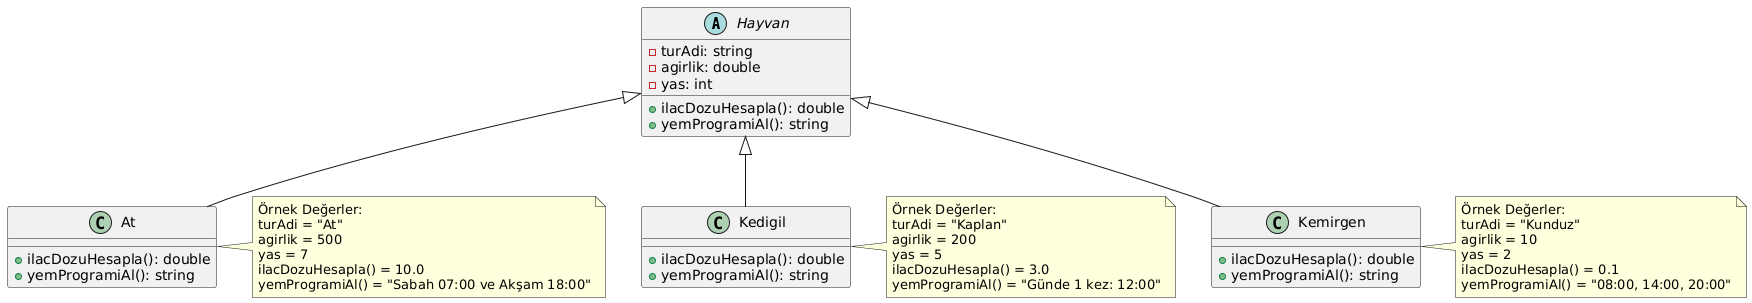 A Hayvan
turAdi: string
agirlik: double
yas: int
ilacDozuHesapla(): double
yemProgramiAl(): string
C At
ilacDozuHesapla(): double
yemProgramiAl(): string
Örnek Değerler:
turAdi = "At"
agirlik = 500
yas = 7
ilacDozuHesapla() = 10.0
yemProgramiAl() = "Sabah 07:00 ve Akşam 18:00"
C Kedigil
ilacDozuHesapla(): double
yemProgramiAl(): string
Örnek Değerler:
turAdi = "Kaplan"
agirlik = 200
yas = 5
ilacDozuHesapla() = 3.0
yemProgramiAl() = "Günde 1 kez: 12:00"
C Kemirgen
ilacDozuHesapla(): double
yemProgramiAl(): string
Örnek Değerler:
turAdi = "Kunduz"
agirlik = 10
yas = 2
ilacDozuHesapla() = 0.1
yemProgramiAl() = "08:00, 14:00, 20:00"